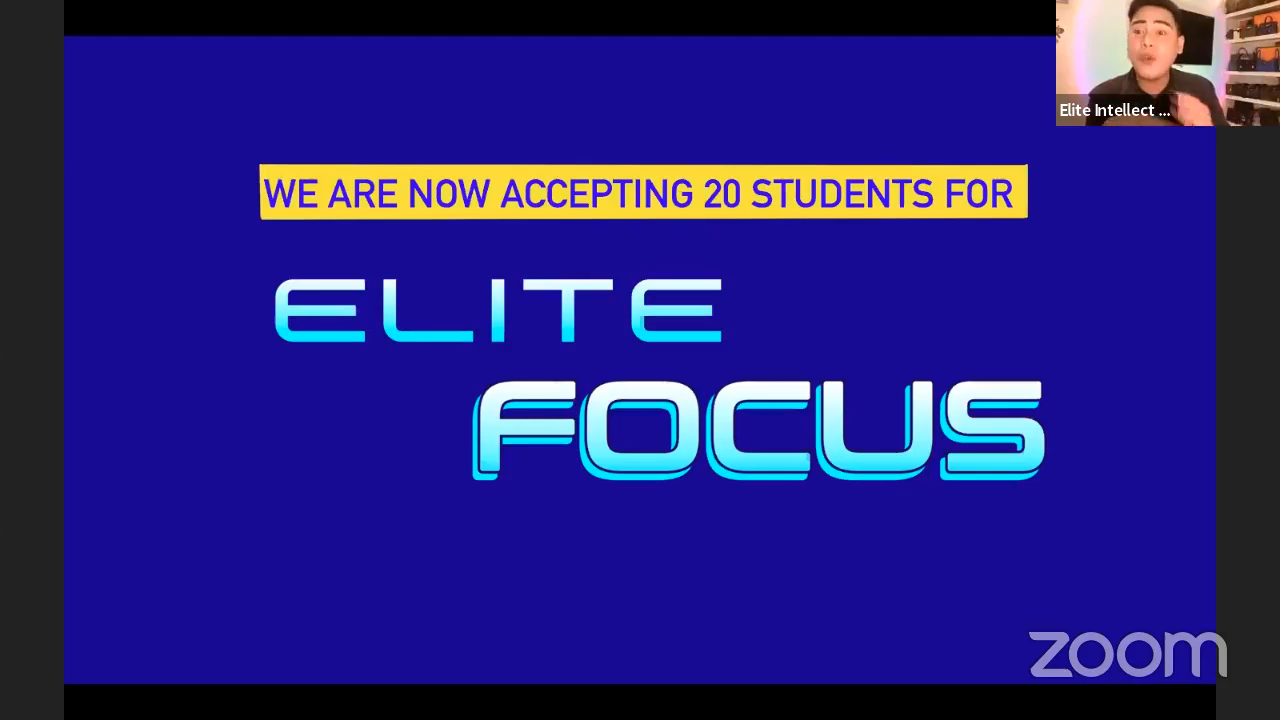 Elite Intellect ...
WE ARE NOW ACCEPTING 20 STUDENTS FOR
ELITE
FOCUS
zoom